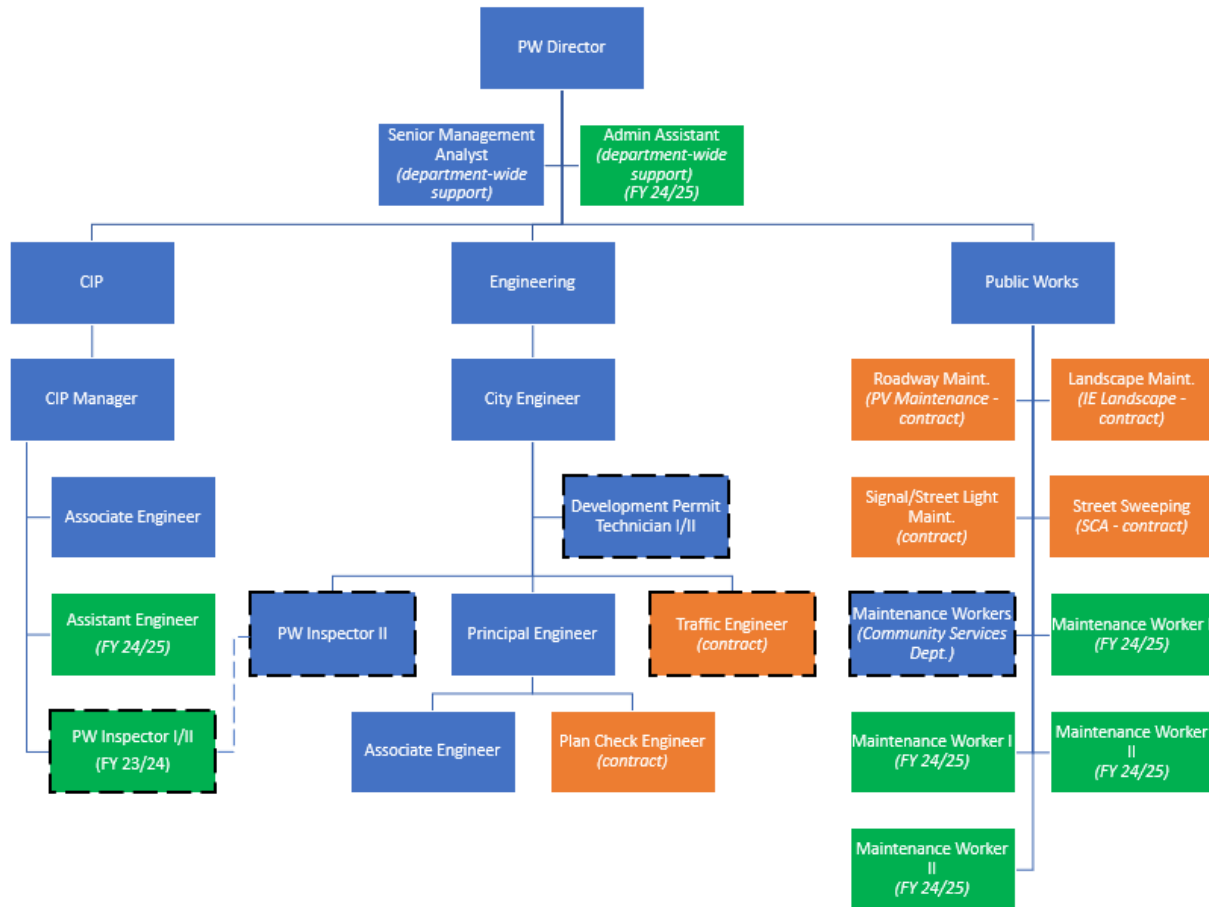 PW Director
Senior Management
Analyst
(department-wide
support)
Admin Assistant
(department-wide
support)
(FY 24/25)
CIP
Engineering
Public Works
CIP Manager
City Engineer
Roadway Maint.
(PV Maintenance -
contract)
Landscape Maint.
(IE Landscape -
contract)
Associate Engineer
Development Permit
Technician I/II
Signal/Street Light
Maint.
(contract)
Street Sweeping
(SCA - contract)
Assistant Engineer
(FY 24/25)
PW Inspector II
Principal Engineer
Traffic Engineer
(contract)
Maintenance Workers
(Community Services
Dept.)
Maintenance Worker I
(FY 24/25)
PW Inspector I/II
(FY 23/24)
Associate Engineer
Plan Check Engineer
(contract)
Maintenance Worker I
(FY 24/25)
Maintenance Worker
II
(FY 24/25)
Maintenance Worker
II
(FY 24/25)